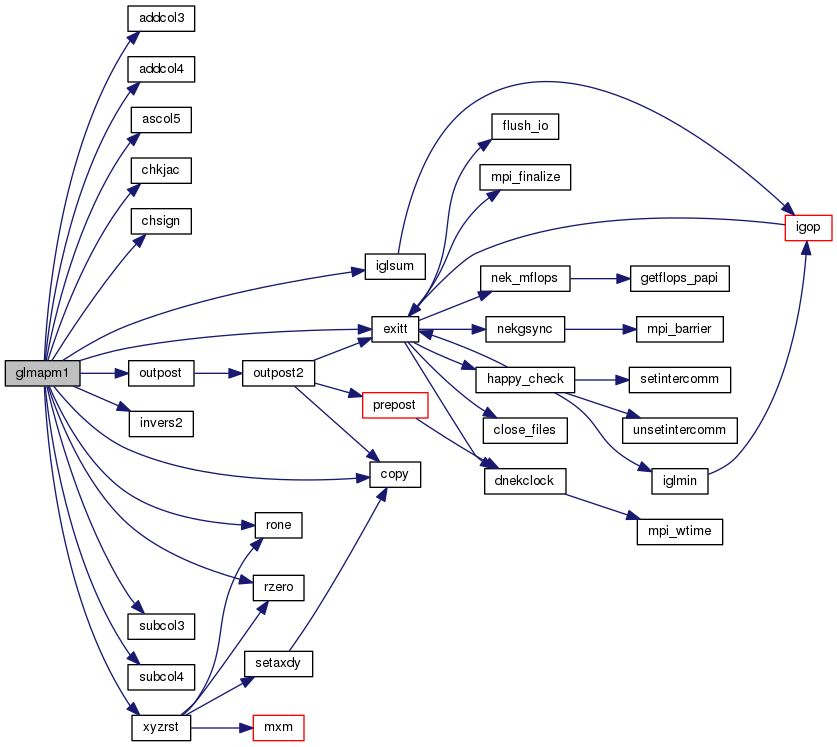 addcol3
addcol4
ascol5
chkjac
chsign
flush_io
mpi_finalize
igop
iglsum
nek_mflops
getflops_papi
exitt
nekgsync
mpi_barrier
glmapm1
outpost
outpost2
happy_check
setintercomm
prepost
invers2
close_files
unsetintercomm
copy
dnekclock
iglmin
rone
mpi_wtime
rzero
subcol3
setaxdy
subcol4
xyzrst
mxm